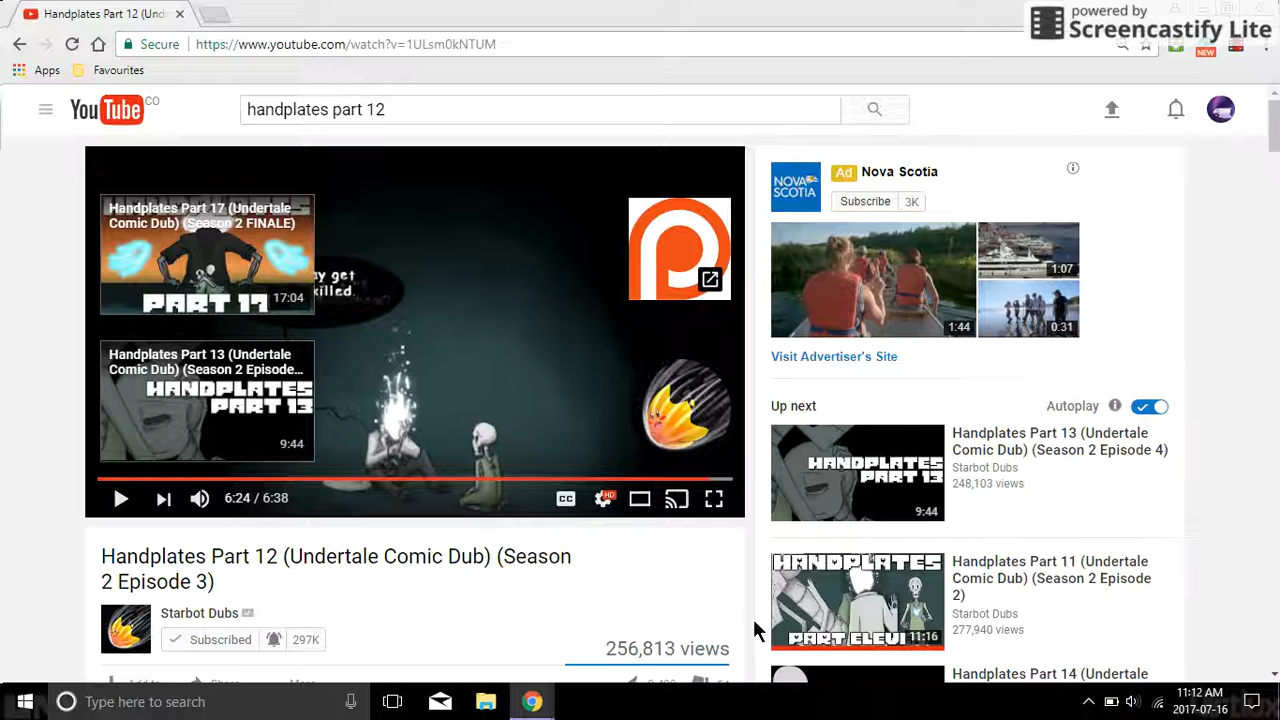 Handplates Part 12 (Und
powered by
Screencastify Lite
Secure
https://www.youtube.com/watch?v=1ULsm0kNTUM
NEW
Apps
Favourites
YouTube CO
handplates part 12
Handplates Part 17 (Undertale
Comic Dub) (Season 2 FINALE)
PART 17
17:04
y get
killed.
Handplates Part 13 (Undertale
Comic Dub) (Season 2 Episode...
HANDPLATES
PART 13
9:44
6:24 / 6:38
CC
HD
Handplates Part 12 (Undertale Comic Dub) (Season
2 Episode 3)
Starbot Dubs
Subscribed
297K
256,813 views
NOVA SCOTIA
Ad Nova Scotia
Subscribe 3K
1:44
1:07
0:31
Visit Advertiser's Site
Up next
Autoplay
HANDPLATES
PART 13
9:44
Handplates Part 13 (Undertale
Comic Dub) (Season 2 Episode 4)
Starbot Dubs
248,103 views
HANDPLATES
11:16
Handplates Part 11 (Undertale
Comic Dub) (Season 2 Episode
2)
Starbot Dubs
277,940 views
Handplates Part 14 (Undertale
Type here to search
11:12 AM
2017-07-16